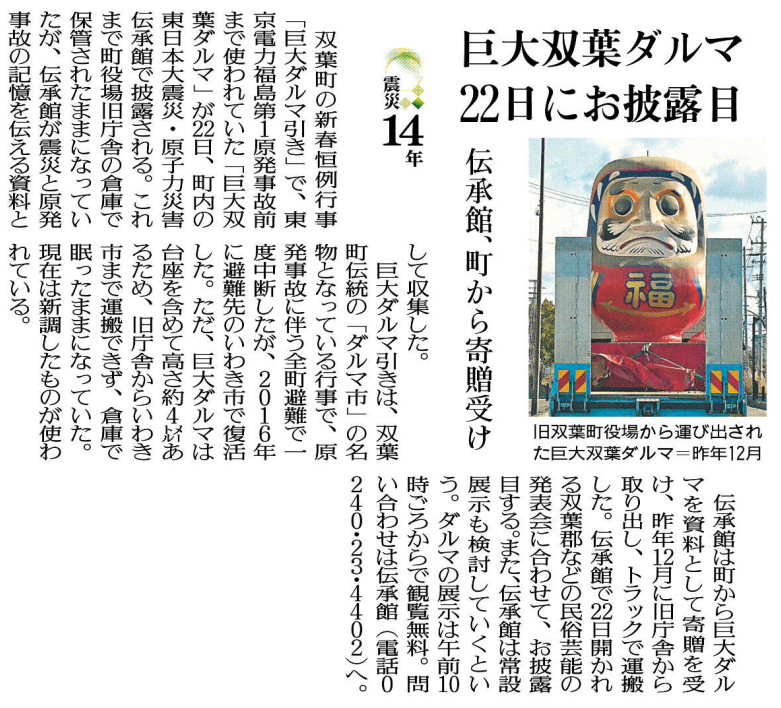 巨大双葉ダルマ
22日にお披露目
伝承館、町から寄贈受け
震災
14年
福
旧双葉町役場から運び出され
た巨大双葉ダルマ＝昨年12月
双葉町の新春恒例行事
「巨大ダルマ引き」で、東
京電力福島第1原発事故前
まで使われていた「巨大双
葉ダルマ」が22日、町内の
東日本大震災・原子力災害
伝承館で披露される。これ
まで町役場旧庁舎の倉庫で
保管されたままになってい
たが、伝承館が震災と原発
事故の記憶を伝える資料と
して収集した。
巨大ダルマ引きは、双葉
町伝統の「ダルマ市」の名
物となっている行事で、原
発事故に伴う全町避難で一
度中断したが、2016年
に避難先のいわき市で復活
した。ただ、巨大ダルマは
台座を含めて高さ約4㍍あ
るため、旧庁舎からいわき
市まで運搬できず、倉庫で
眠ったままになっていた。
現在は新調したものが使わ
れている。
伝承館は町から巨大ダル
マを資料として寄贈を受
け、昨年12月に旧庁舎から
取り出し、トラックで運搬
した。伝承館で22日開かれ
る双葉郡などの民俗芸能の
発表会に合わせて、お披露
目する。また、伝承館は常設
展示も検討していくとい
う。ダルマの展示は午前10
時ごろからで観覧無料。問
い合わせは伝承館（電話0
240・23・4402）へ。